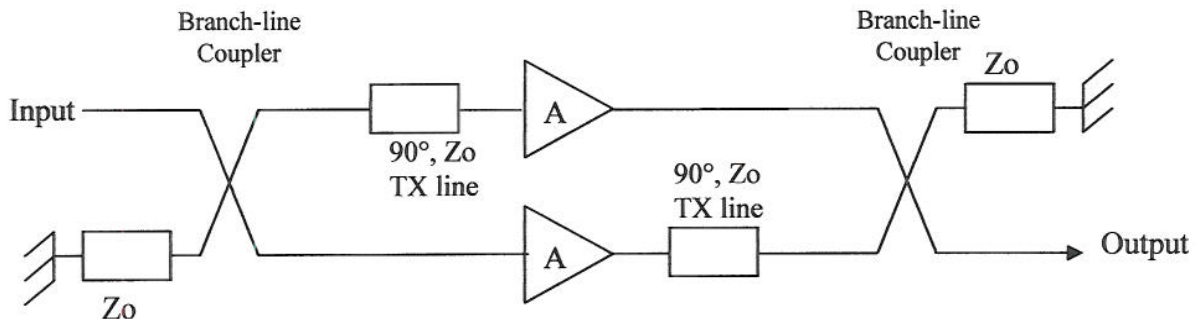 Branch-line
Coupler
Branch-line
Coupler
Zo
Input
A
90°, Zo
TX line
90°, Zo
TX line
A
Output
Zo